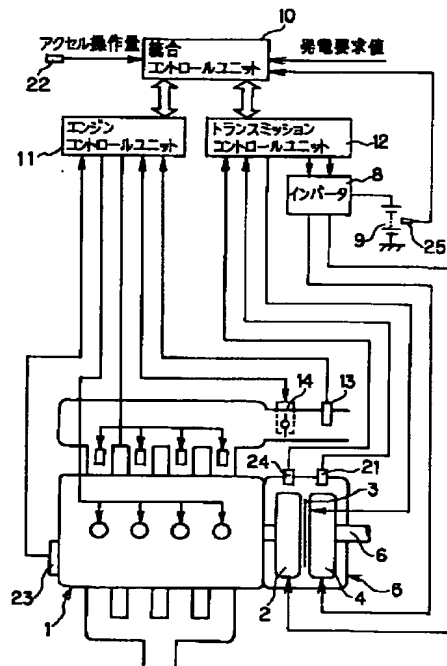 10
アクセル操作量
統合
コントロールユニット
発電要求値
22
エンジン
コントロールユニット
トランスミッション
コントロールユニット
12
11
8
インバータ
9
25
14
13
24
21
3
6
23
1
2
4
5